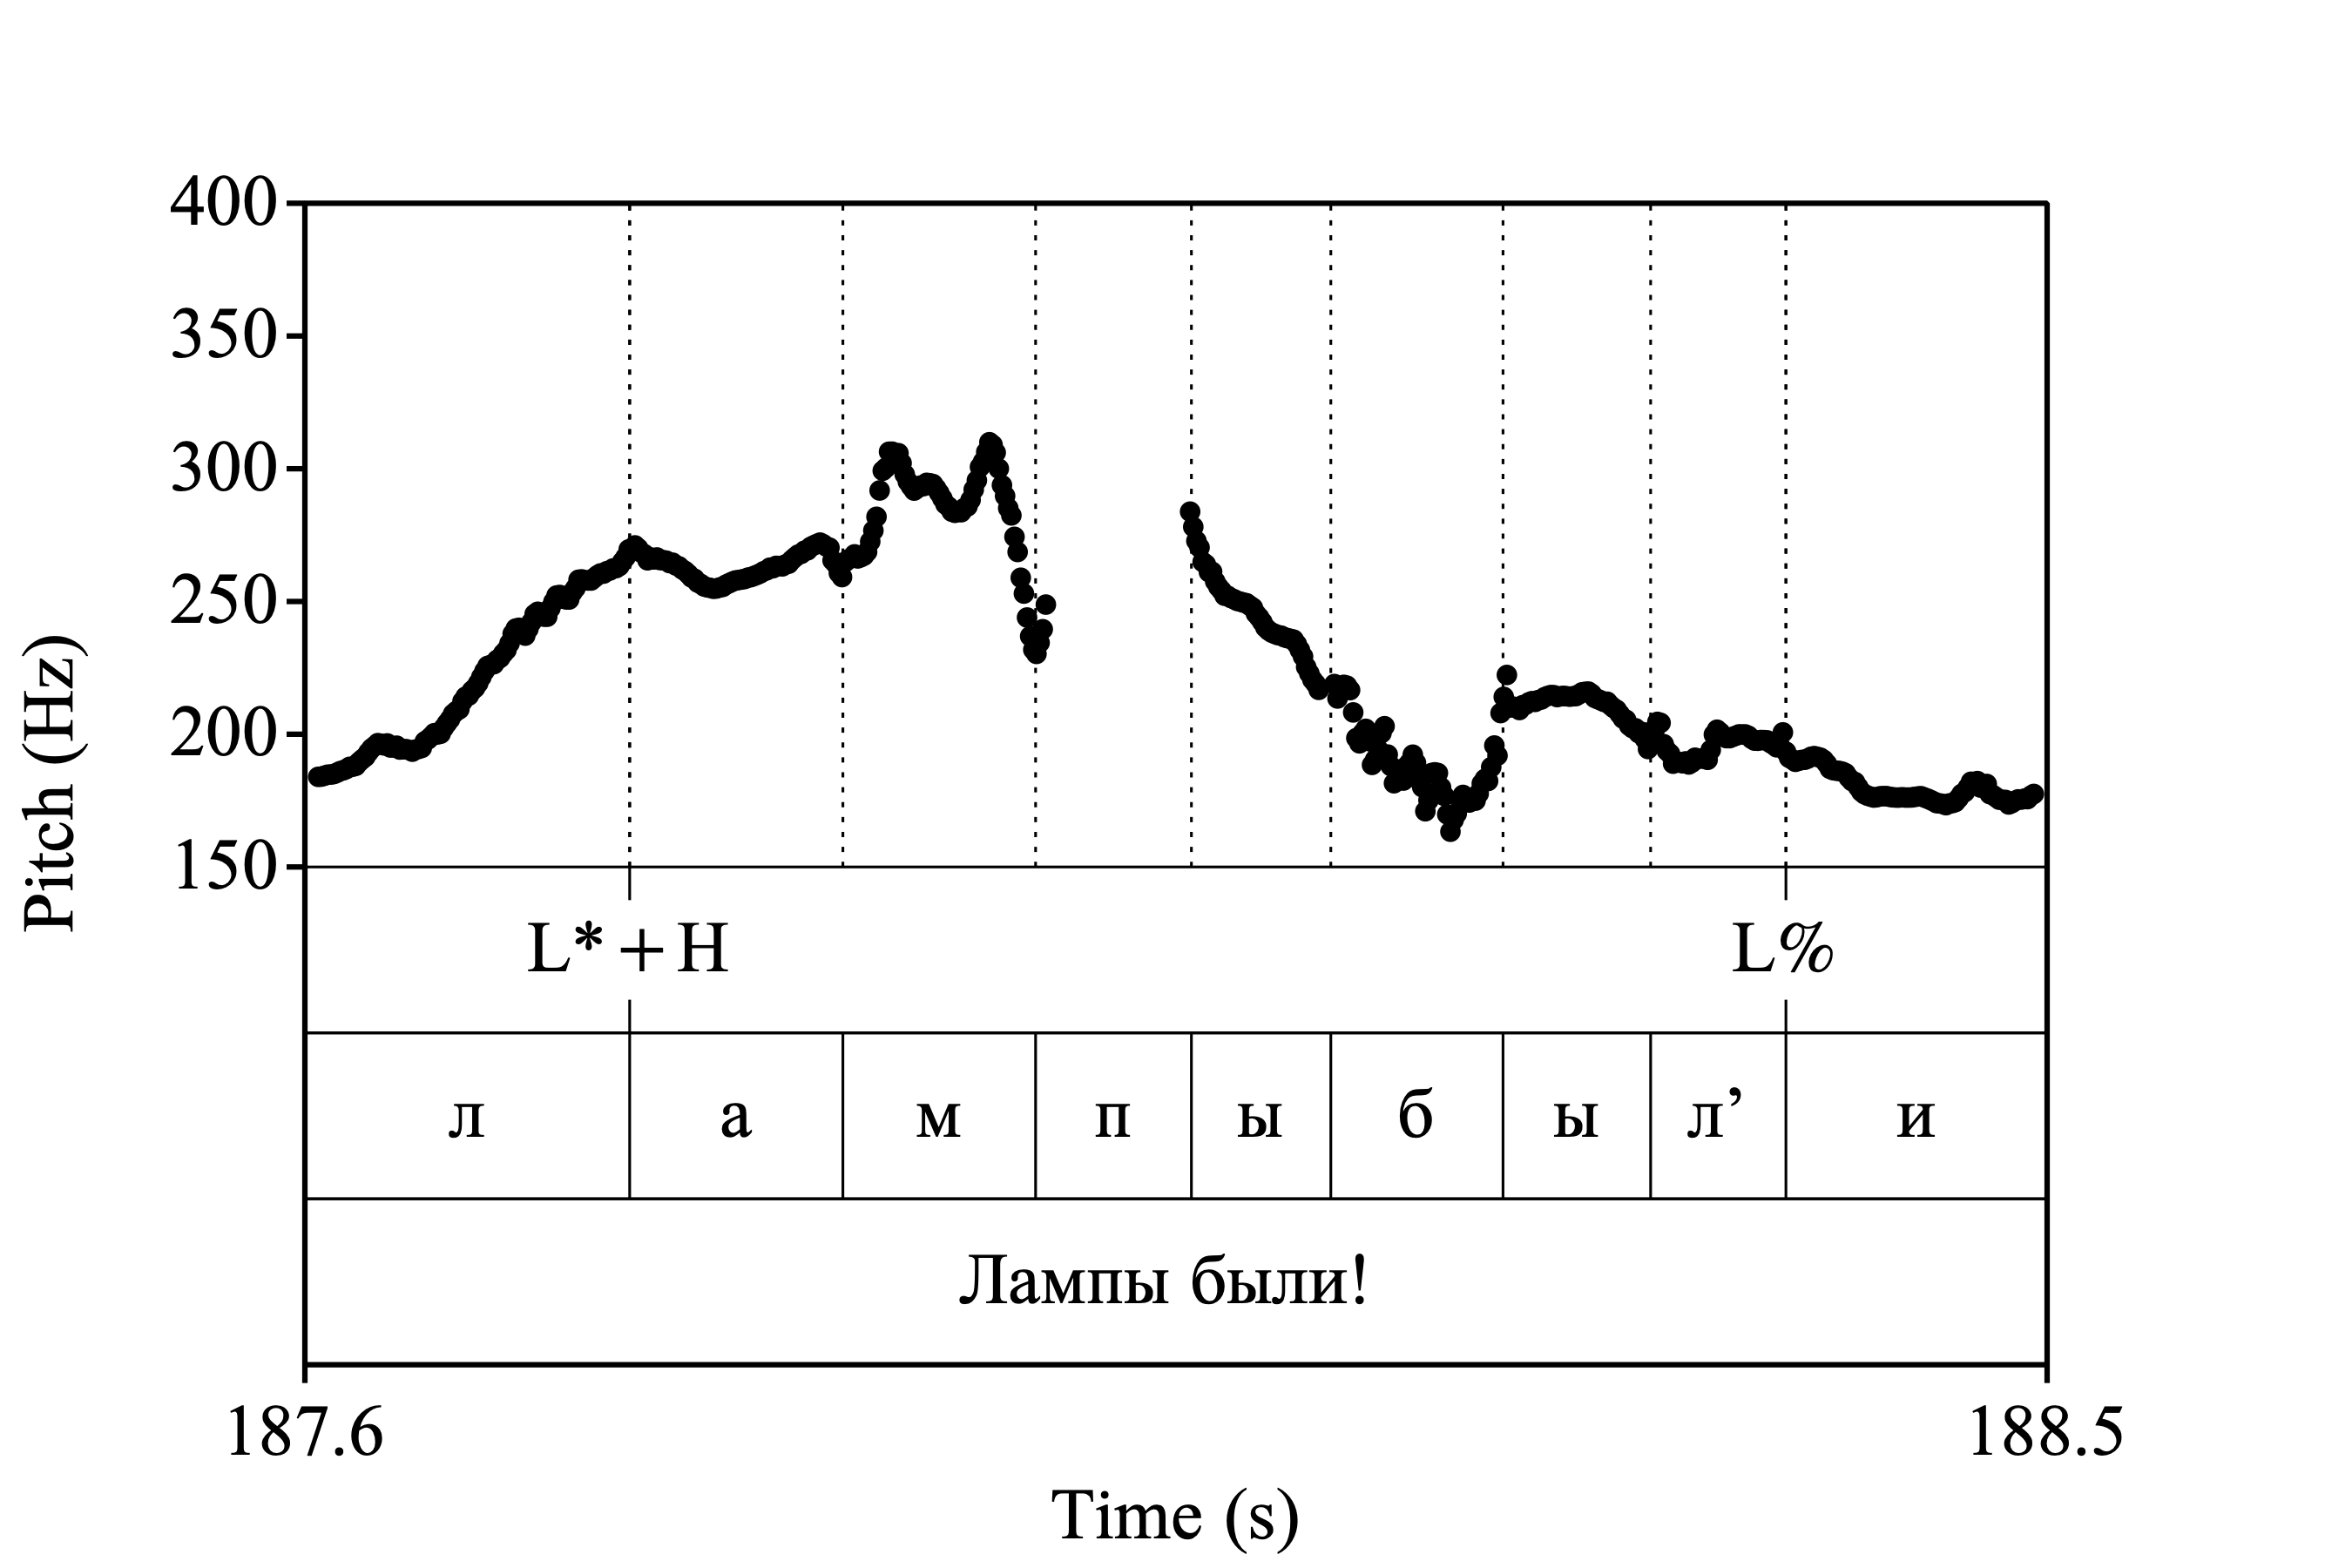 400
350
300
250
200
150
Pitch (Hz)
L*+H L%
л а м п ы б ы л’ и
Лампы были!
187.6 188.5
Time (s)